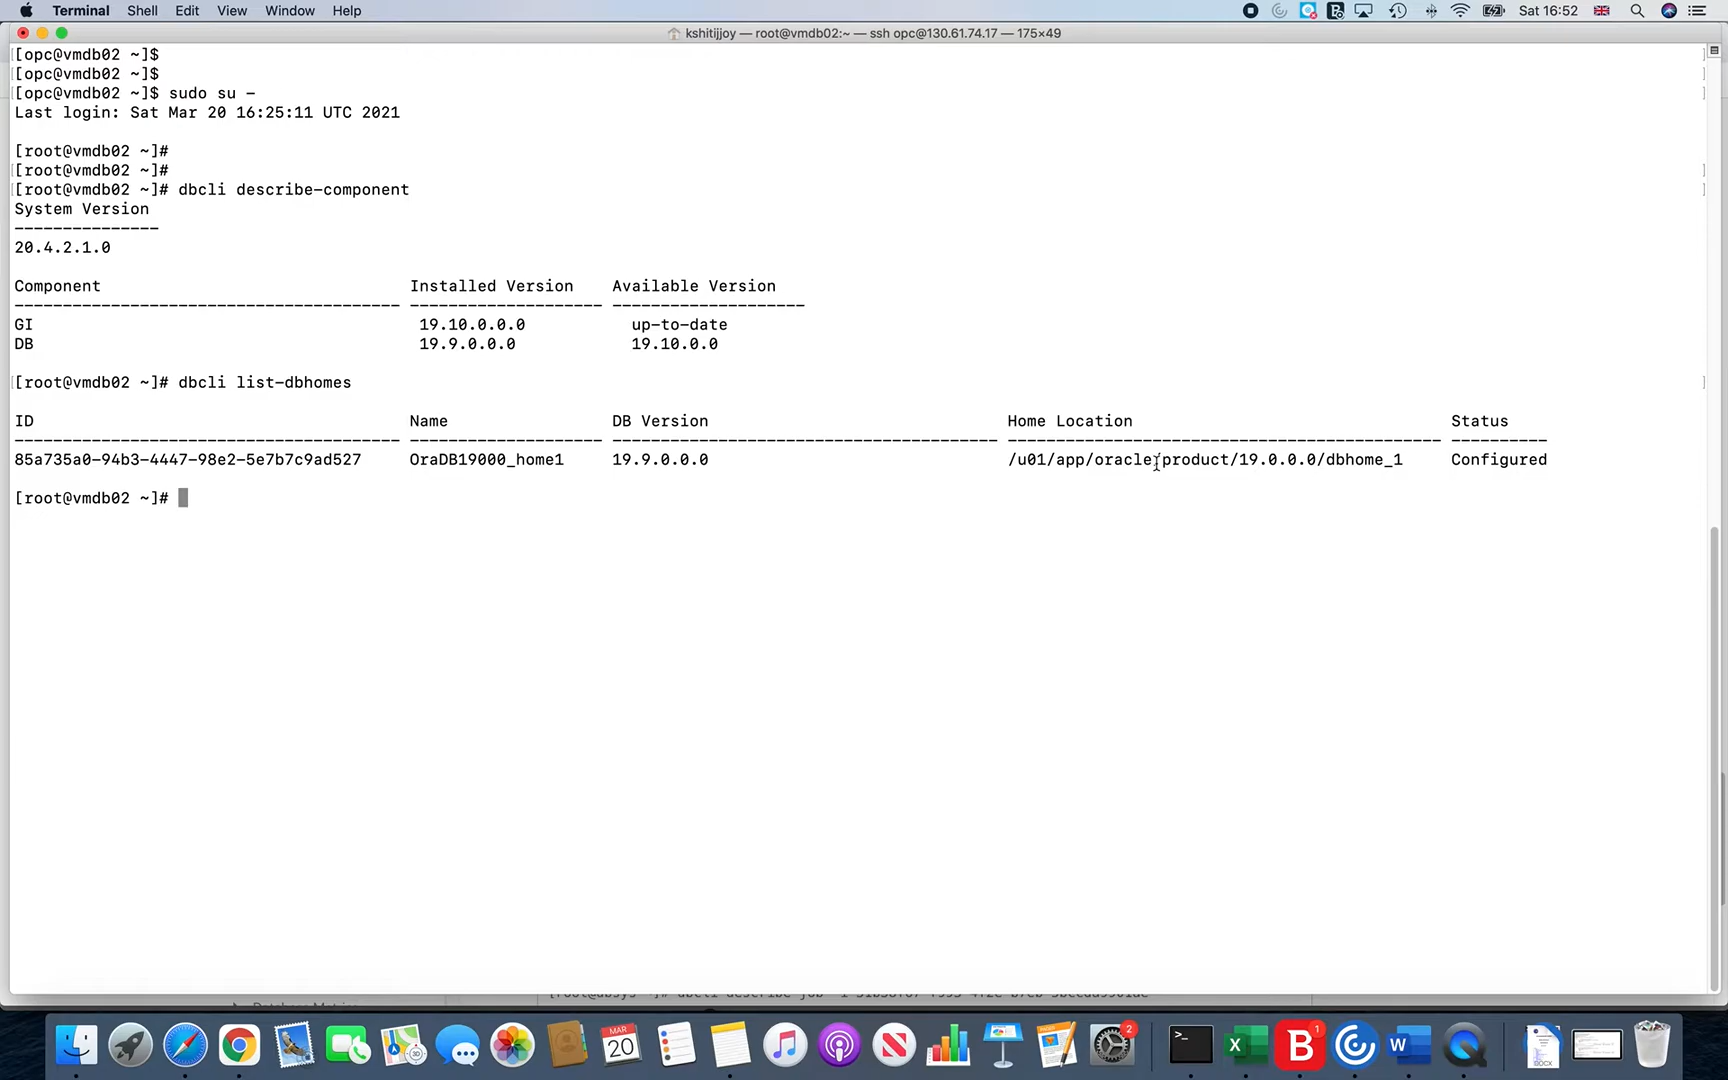 Terminal Shell Edit View Window Help Sat 16:52
kshitijjoy — root@vmdb02:~ — ssh opc@130.61.74.17 — 175×49
[opc@vmdb02 ~]$
[opc@vmdb02 ~]$
[opc@vmdb02 ~]$ sudo su -
Last login: Sat Mar 20 16:25:11 UTC 2021
[root@vmdb02 ~]#
[root@vmdb02 ~]#
[root@vmdb02 ~]# dbcli describe-component
System Version
---------------
20.4.2.1.0
Component Installed Version Available Version
---------------------------------------- -------------------- --------------------
GI 19.10.0.0.0 up-to-date
DB 19.9.0.0.0 19.10.0.0
[root@vmdb02 ~]# dbcli list-dbhomes
ID Name DB Version Home Location Status
---------------------------------------- -------------------- ---------------------------------------- --------------------------------------------- ----------
85a735a0-94b3-4447-98e2-5e7b7c9ad527 OraDB19000_home1 19.9.0.0.0 /u01/app/oracle/product/19.0.0.0/dbhome_1 Configured
[root@vmdb02 ~]#
MAR
20
2
1
DOCX